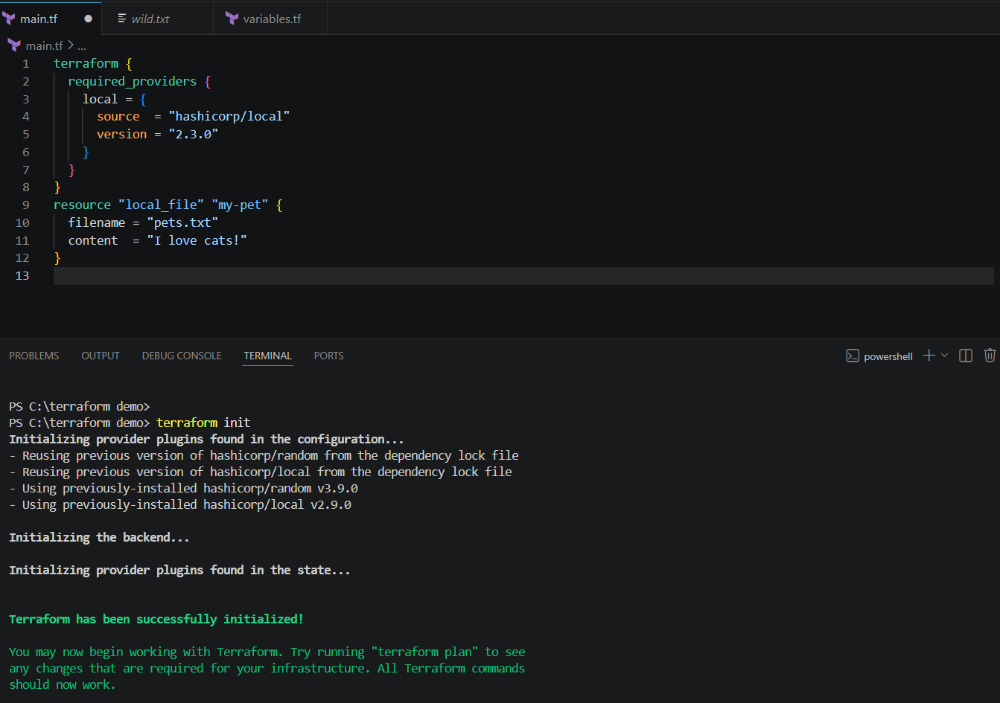 main.tf wild.txt variables.tf
main.tf > ...
1 terraform {
2 required_providers {
3 local = {
4 source  = "hashicorp/local"
5 version = "2.3.0"
6 }
7 }
8 }
9 resource "local_file" "my-pet" {
10 filename = "pets.txt"
11 content  = "I love cats!"
12 }
13
PROBLEMS OUTPUT DEBUG CONSOLE TERMINAL PORTS powershell
PS C:\terraform demo>
PS C:\terraform demo> terraform init
Initializing provider plugins found in the configuration...
- Reusing previous version of hashicorp/random from the dependency lock file
- Reusing previous version of hashicorp/local from the dependency lock file
- Using previously-installed hashicorp/random v3.9.0
- Using previously-installed hashicorp/local v2.9.0
Initializing the backend...
Initializing provider plugins found in the state...
Terraform has been successfully initialized!
You may now begin working with Terraform. Try running "terraform plan" to see
any changes that are required for your infrastructure. All Terraform commands
should now work.